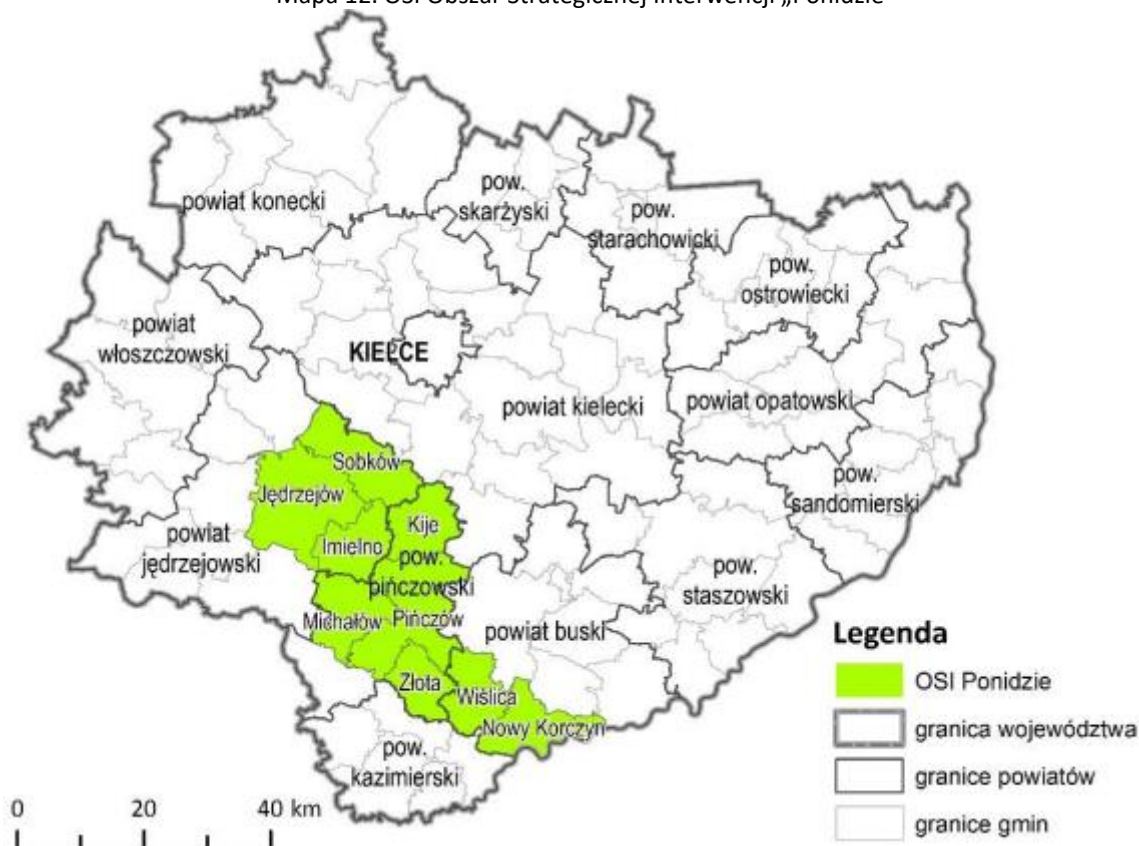 Mapa 12. OSI Obszar Strategicznej Interwencji „Ponidzie"
powiat konecki
pow.
skarżyski
pow.
starachowicki
pow.
ostrowiecki
powiat
włoszczowski
KIELCE
powiat kielecki
powiat opatowski
pow.
sandomierski
Sobków
Jędrzejów
Kije
Imielno
powiat
jędrzejowski
pow.
pińczowski
pow.
staszowski
Michałów
Pińczów
powiat buski
Złota
Wiślica
Nowy Korczyn
pow.
kazimierski
Legenda
OSI Ponidzie
granica województwa
granice powiatów
granice gmin
0 20 40 km